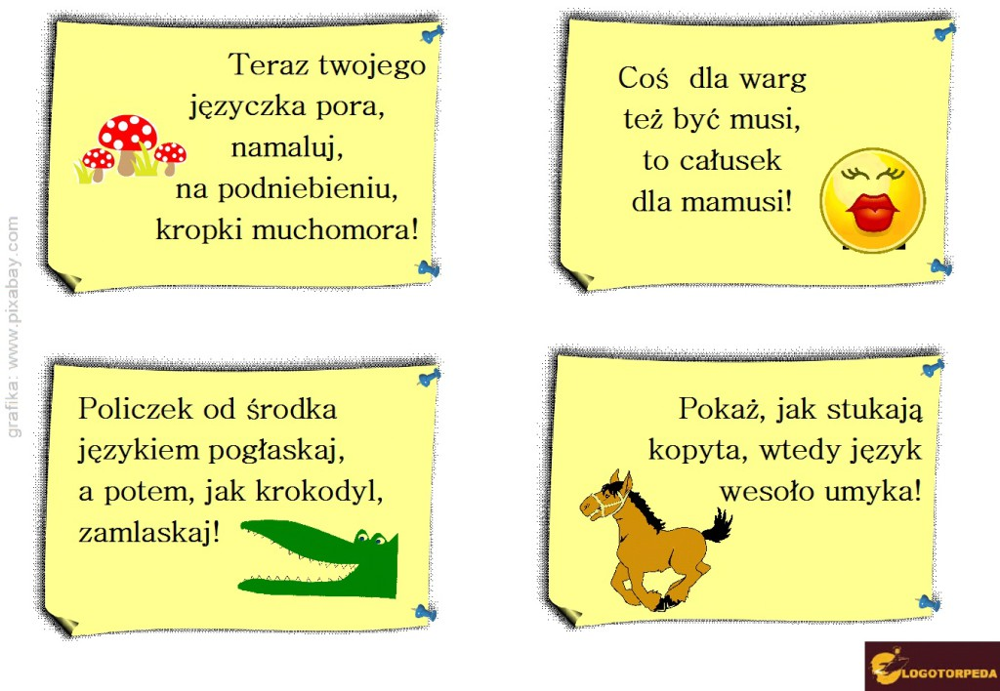 Teraz twojego
języczka pora,
namaluj,
na podniebieniu,
kropki muchomora!
Coś dla warg
też być musi,
to całusek
dla mamusi!
Policzek od środka
językiem pogłaskaj,
a potem, jak krokodyl,
zamlaskaj!
Pokaż, jak stukają
kopyta, wtedy język
wesoło umyka!
grafika: www.pixabay.com
LOGOTORPEDA